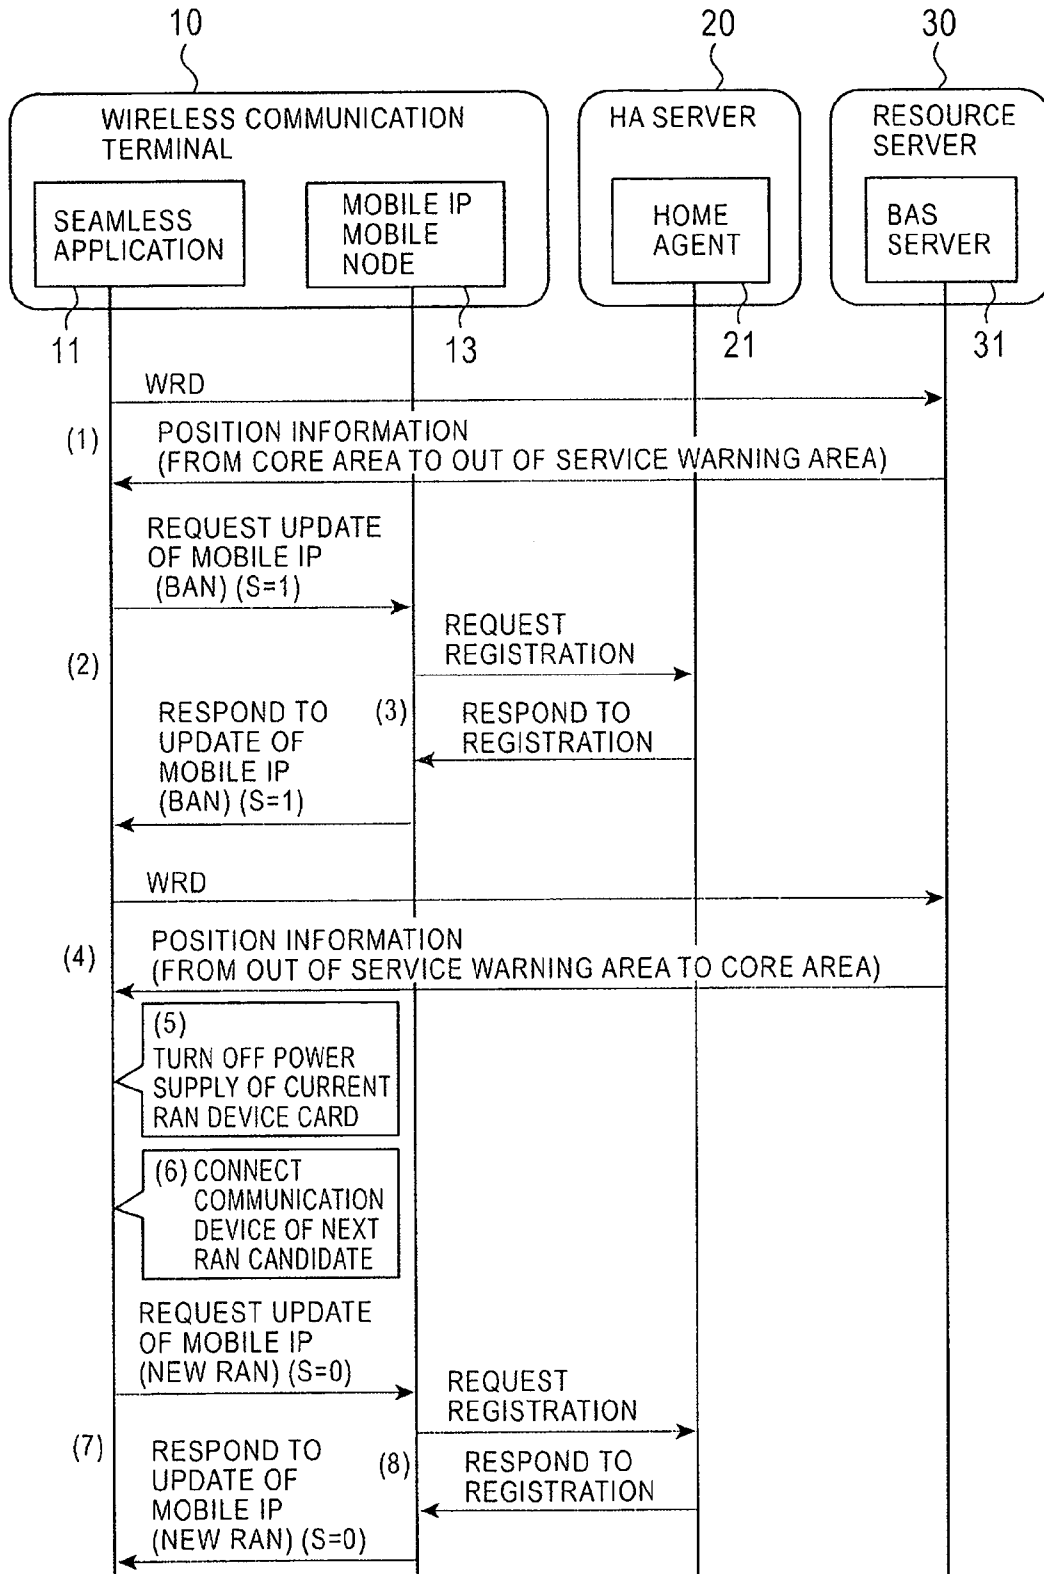 10
20
30
WIRELESS COMMUNICATION
TERMINAL
HA SERVER
RESOURCE
SERVER
SEAMLESS
APPLICATION
MOBILE IP
MOBILE
NODE
HOME
AGENT
BAS
SERVER
11
13
21
31
WRD
(1)
POSITION INFORMATION
(FROM CORE AREA TO OUT OF SERVICE WARNING AREA)
REQUEST UPDATE
OF MOBILE IP
(BAN) (S=1)
REQUEST
REGISTRATION
(2)
(3)
RESPOND TO
UPDATE OF
MOBILE IP
(BAN) (S=1)
RESPOND TO
REGISTRATION
WRD
(4)
POSITION INFORMATION
(FROM OUT OF SERVICE WARNING AREA TO CORE AREA)
(5)
TURN OFF POWER
SUPPLY OF CURRENT
RAN DEVICE CARD
(6) CONNECT
COMMUNICATION
DEVICE OF NEXT
RAN CANDIDATE
REQUEST UPDATE
OF MOBILE IP
(NEW RAN) (S=0)
REQUEST
REGISTRATION
(7)
(8)
RESPOND TO
UPDATE OF
MOBILE IP
(NEW RAN) (S=0)
RESPOND TO
REGISTRATION